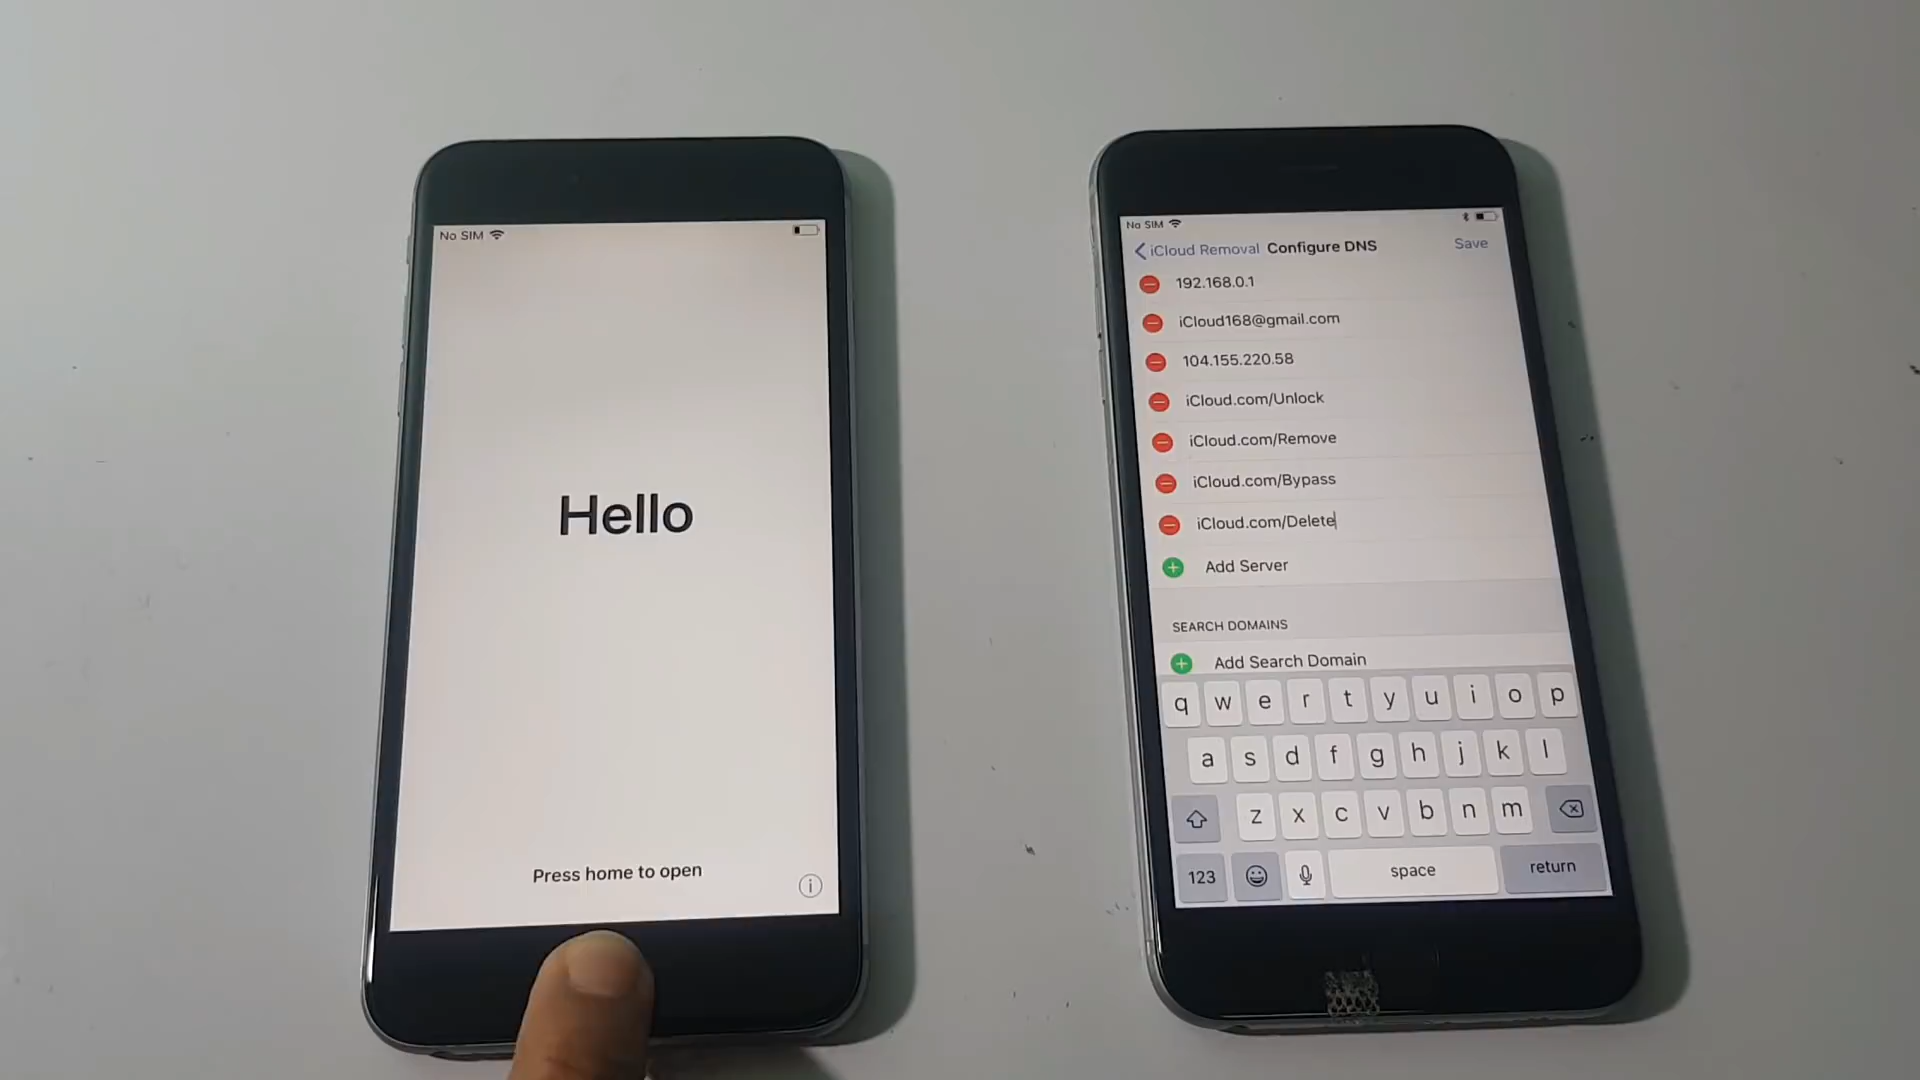 No SIM
Hello
Press home to open
i
No SIM
iCloud Removal Configure DNS Save
192.168.0.1
iCloud168@gmail.com
104.155.220.58
iCloud.com/Unlock
iCloud.com/Remove
iCloud.com/Bypass
iCloud.com/Delete
Add Server
SEARCH DOMAINS
Add Search Domain
q w e r t y u i o p
a s d f g h j k l
z x c v b n m
123 space return